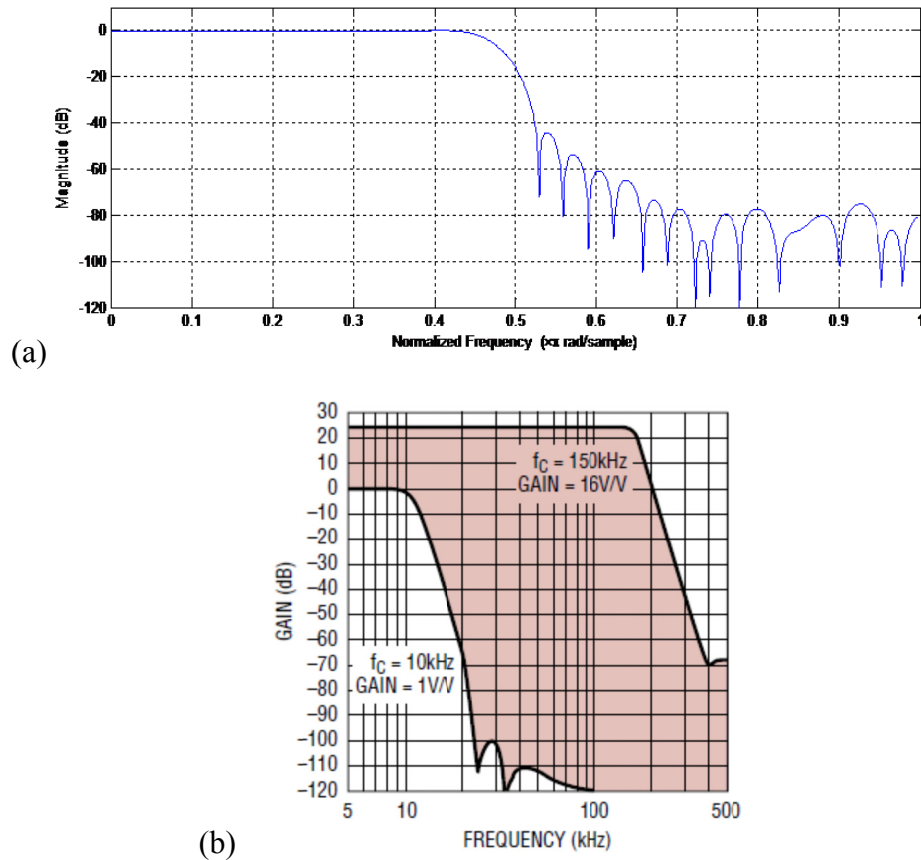 0
-20
-40
-60
-80
-100
-120
Magnitude (dB)
0 0.1 0.2 0.3 0.4 0.5 0.6 0.7 0.8 0.9 1
Normalized Frequency (×π rad/sample)
(a)
30
20
10
0
–10
–20
–30
–40
–50
–60
–70
–80
–90
–100
–110
–120
GAIN (dB)
fC = 150kHz
GAIN = 16V/V
fC = 10kHz
GAIN = 1V/V
5 10 100 500
FREQUENCY (kHz)
(b)